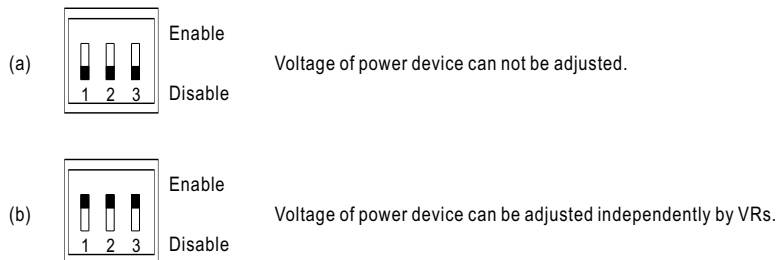 Enable
(a) Voltage of power device can not be adjusted.
1 2 3 Disable
Enable
(b) Voltage of power device can be adjusted independently by VRs.
1 2 3 Disable